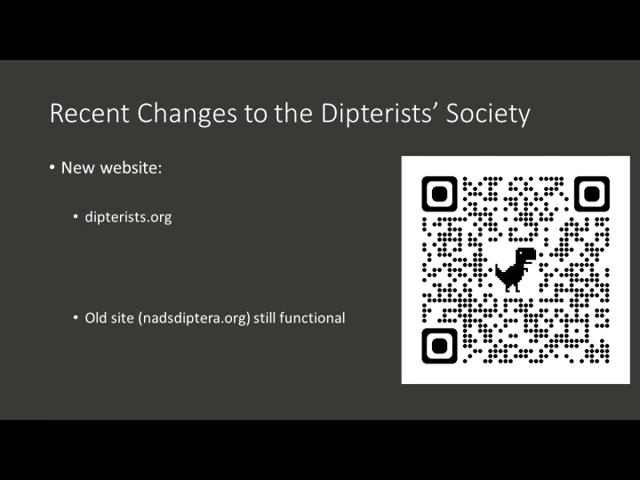 Recent Changes to the Dipterists’ Society
• New website:
• dipterists.org
• Old site (nadsdiptera.org) still functional